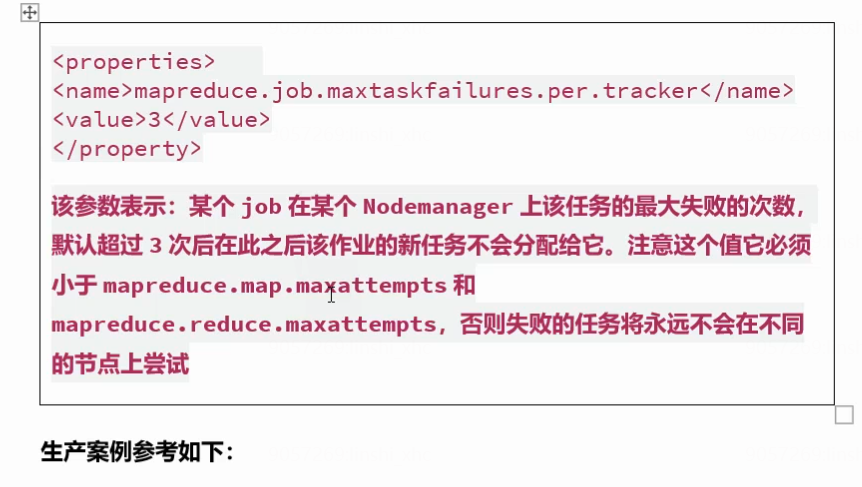 <properties>
<name>mapreduce.job.maxtaskfailures.per.tracker</name>
<value>3</value>
</property>
该参数表示：某个 job 在某个 Nodemanager 上该任务的最大失败的次数，
默认超过 3 次后在此之后该作业的新任务不会分配给它。注意这个值它必须
小于 mapreduce.map.maxattempts 和
mapreduce.reduce.maxattempts，否则失败的任务将永远不会在不同
的节点上尝试
生产案例参考如下：